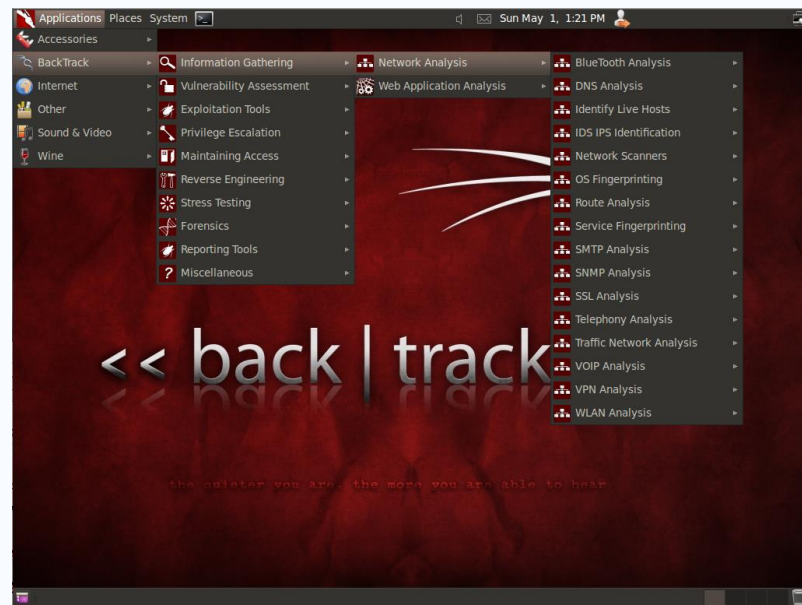 Applications Places System Sun May 1, 1:21 PM
Accessories
BackTrack
Internet
Other
Sound & Video
Wine
Information Gathering
Vulnerability Assessment
Exploitation Tools
Privilege Escalation
Maintaining Access
Reverse Engineering
Stress Testing
Forensics
Reporting Tools
Miscellaneous
Network Analysis
Web Application Analysis
BlueTooth Analysis
DNS Analysis
Identify Live Hosts
IDS IPS Identification
Network Scanners
OS Fingerprinting
Route Analysis
Service Fingerprinting
SMTP Analysis
SNMP Analysis
SSL Analysis
Telephony Analysis
Traffic Network Analysis
VOIP Analysis
VPN Analysis
WLAN Analysis
<< back | track
the quieter you are, the more you are able to hear